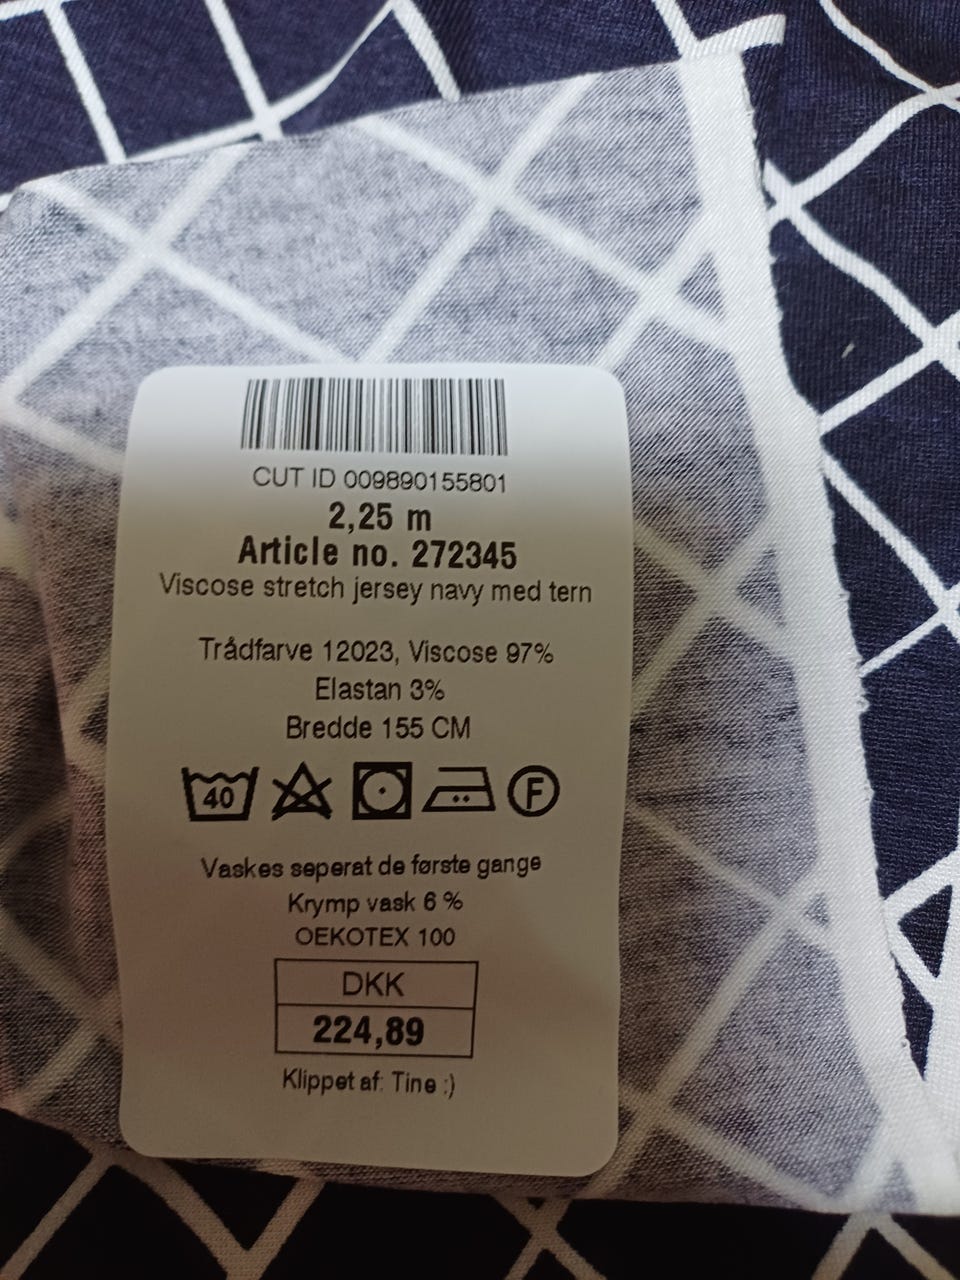 CUT ID 009890155801
2,25 m
Article no. 272345
Viscose stretch jersey navy med tern
Trådfarve 12023, Viscose 97%
Elastan 3%
Bredde 155 CM
40 F
Vaskes seperat de første gange
Krymp vask 6 %
OEKOTEX 100
DKK
224,89
Klippet af: Tine :)